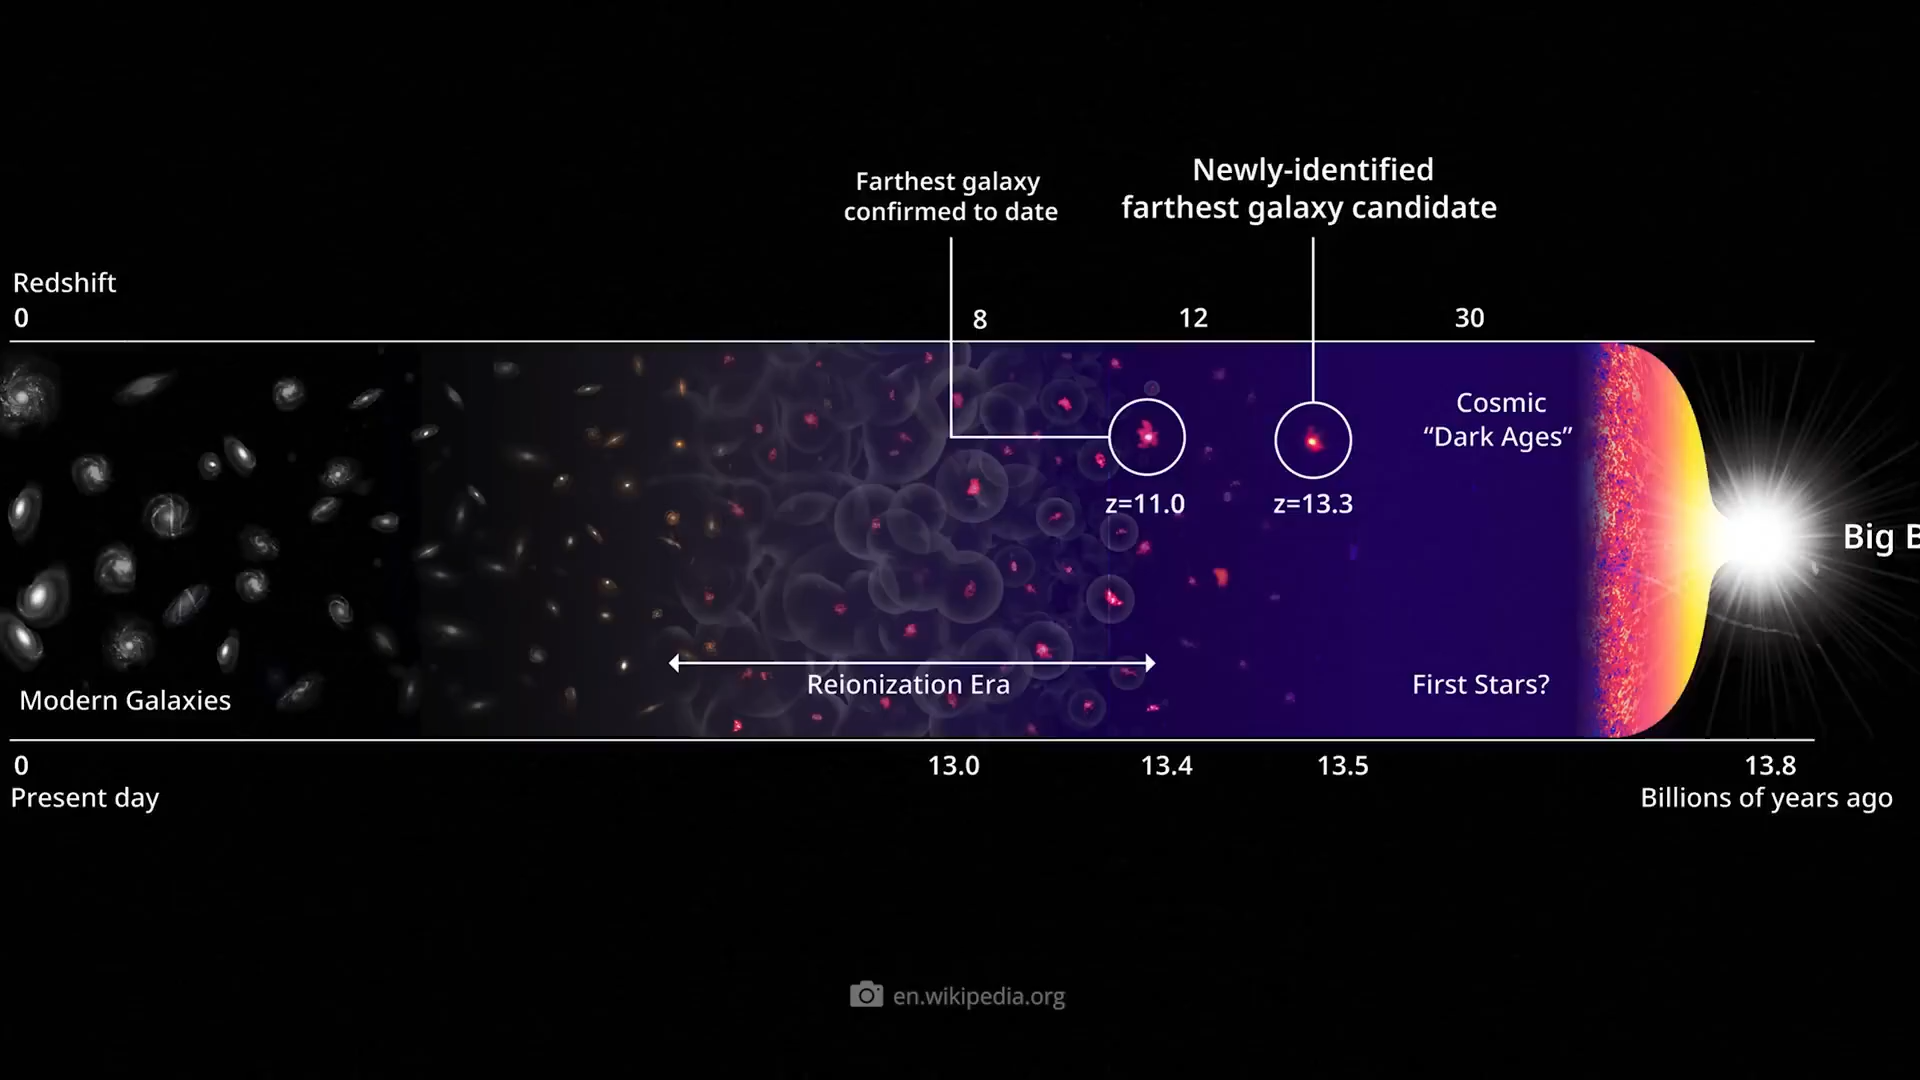 Farthest galaxy
confirmed to date
Newly-identified
farthest galaxy candidate
Redshift
0
8
12
30
Cosmic
“Dark Ages”
z=11.0
z=13.3
Big B
Reionization Era
First Stars?
Modern Galaxies
0
13.0
13.4
13.5
13.8
Present day
Billions of years ago
en.wikipedia.org